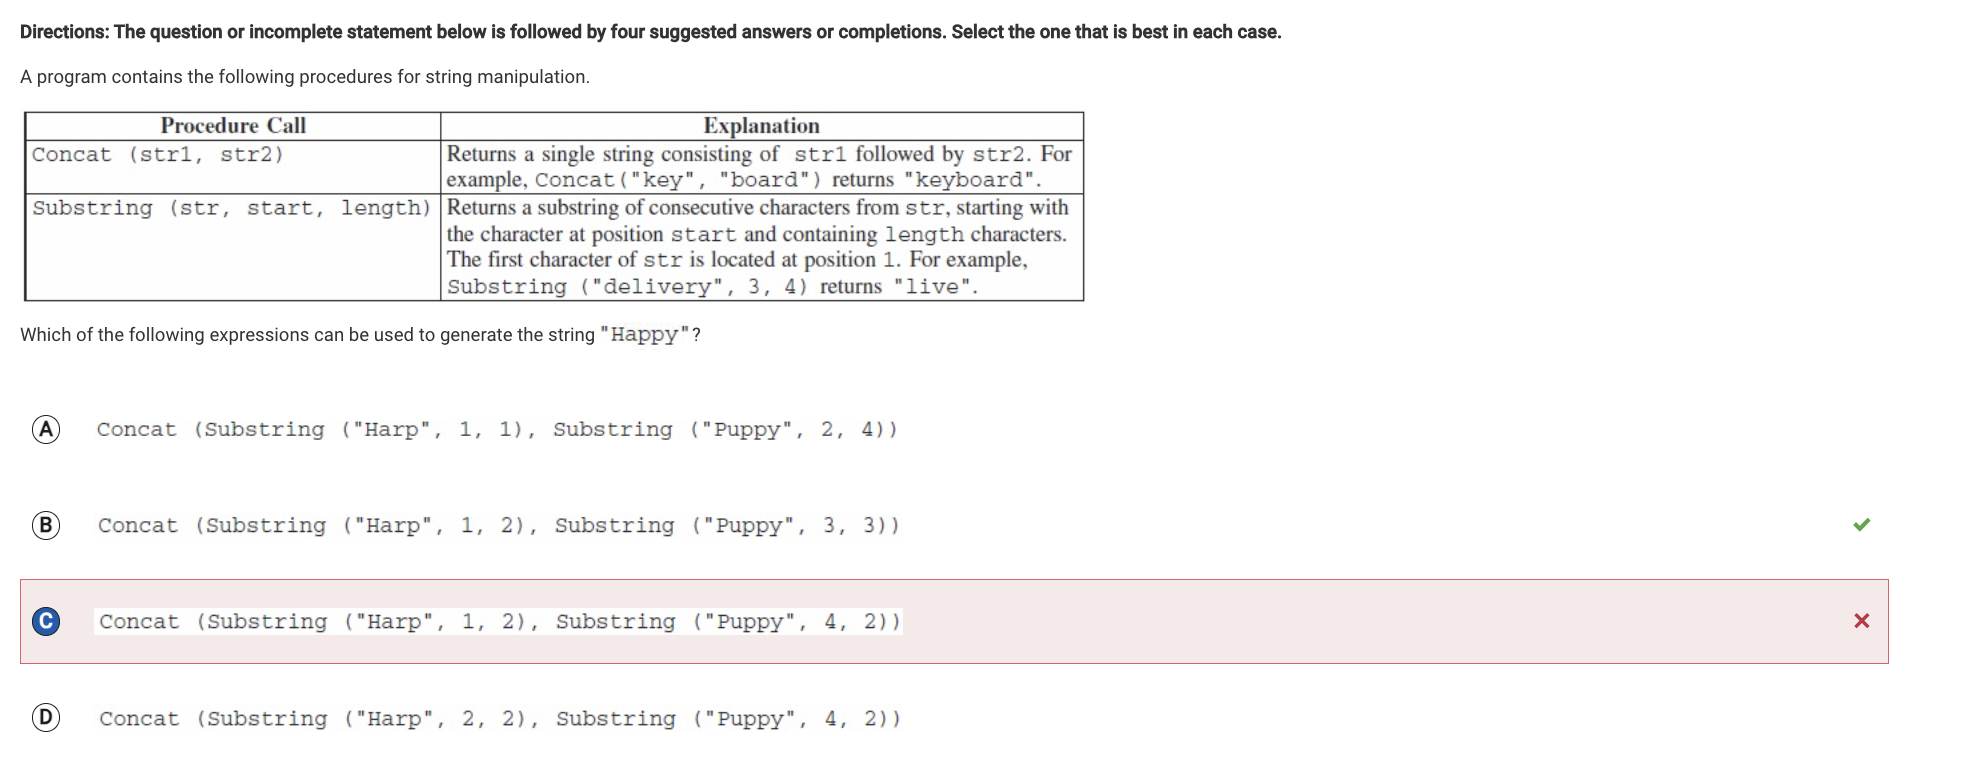 Directions: The question or incomplete statement below is followed by four suggested answers or completions. Select the one that is best in each case.
A program contains the following procedures for string manipulation.
Procedure Call Explanation
Concat (str1, str2) Returns a single string consisting of str1 followed by str2. For
example, Concat("key", "board") returns "keyboard".
Substring (str, start, length) Returns a substring of consecutive characters from str, starting with
the character at position start and containing length characters.
The first character of str is located at position 1. For example,
Substring ("delivery", 3, 4) returns "live".
Which of the following expressions can be used to generate the string "Happy"?
A Concat (Substring ("Harp", 1, 1), Substring ("Puppy", 2, 4))
B Concat (Substring ("Harp", 1, 2), Substring ("Puppy", 3, 3))
C Concat (Substring ("Harp", 1, 2), Substring ("Puppy", 4, 2))
D Concat (Substring ("Harp", 2, 2), Substring ("Puppy", 4, 2))